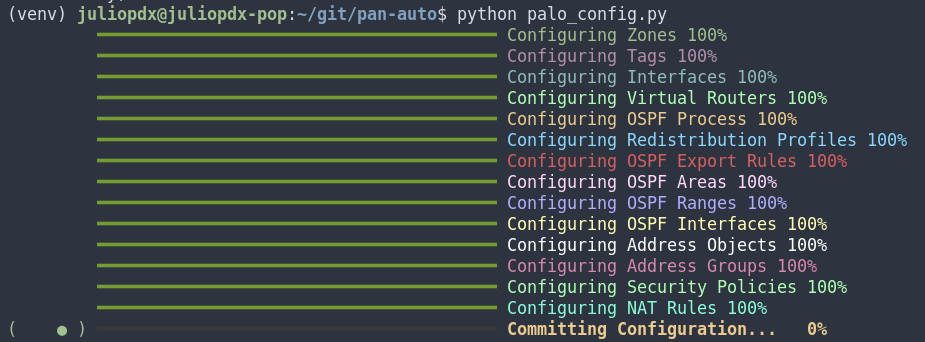 (venv) juliopdx@juliopdx-pop:~/git/pan-auto$ python palo_config.py
Configuring Zones 100%
Configuring Tags 100%
Configuring Interfaces 100%
Configuring Virtual Routers 100%
Configuring OSPF Process 100%
Configuring Redistribution Profiles 100%
Configuring OSPF Export Rules 100%
Configuring OSPF Areas 100%
Configuring OSPF Ranges 100%
Configuring OSPF Interfaces 100%
Configuring Address Objects 100%
Configuring Address Groups 100%
Configuring Security Policies 100%
Configuring NAT Rules 100%
( ● ) Committing Configuration... 0%